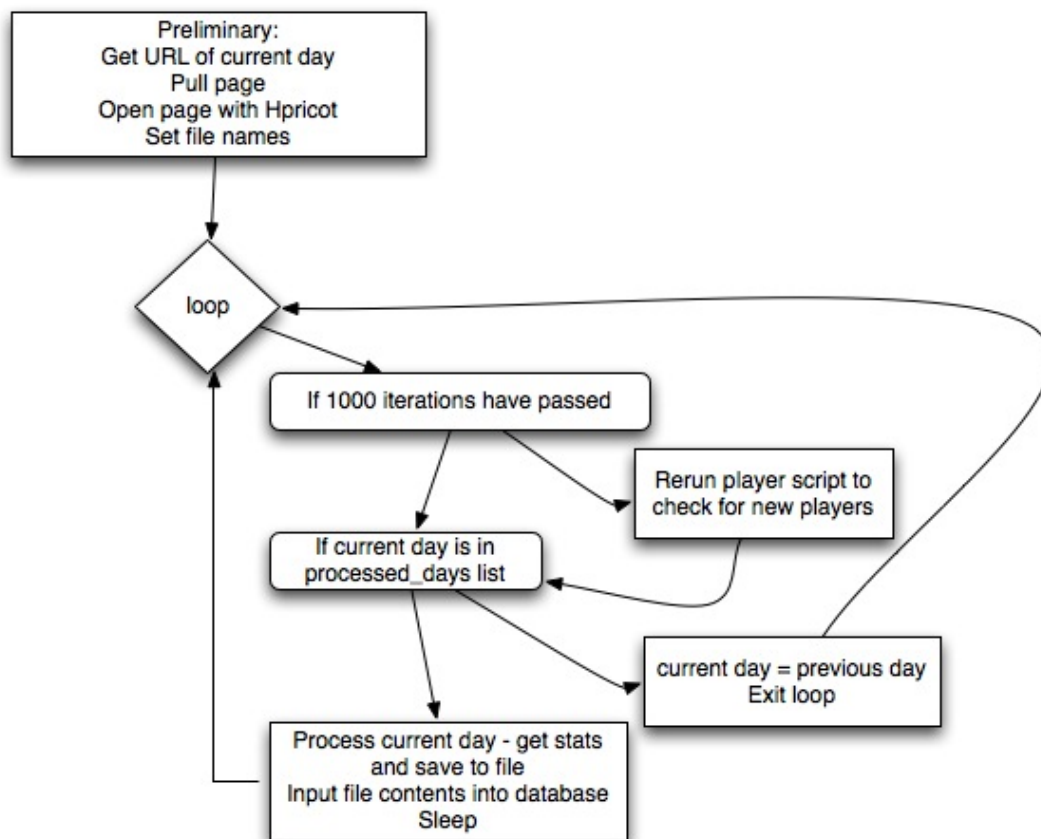 Preliminary:
Get URL of current day
Pull page
Open page with Hpricot
Set file names
loop
If 1000 iterations have passed
Rerun player script to
check for new players
If current day is in
processed_days list
current day = previous day
Exit loop
Process current day - get stats
and save to file
Input file contents into database
Sleep